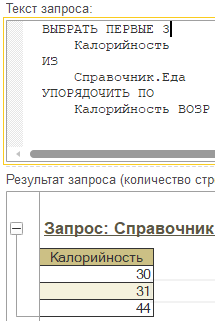 Текст запроса:
ВЫБРАТЬ ПЕРВЫЕ 3
Калорийность
ИЗ
Справочник.Еда
УПОРЯДОЧИТЬ ПО
Калорийность ВОЗР
Результат запроса (количество стр
Запрос: Справочник
Калорийность
30
31
44